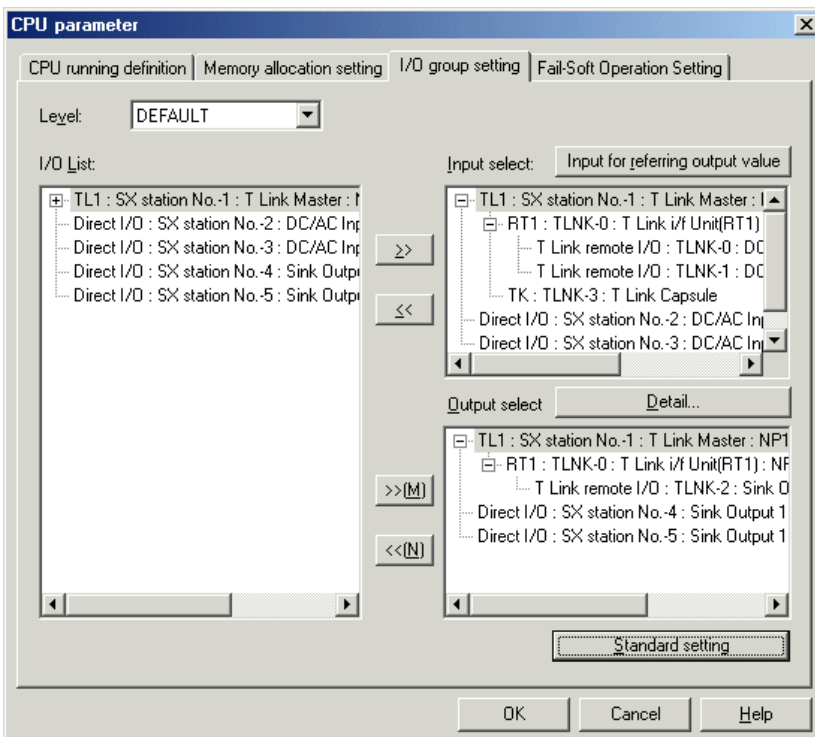 CPU parameter
CPU running definition
Memory allocation setting
I/O group setting
Fail-Soft Operation Setting
Level:
DEFAULT
I/O List:
TL1 : SX station No.-1 : T Link Master :
Direct I/O : SX station No.-2 : DC/AC Inp
Direct I/O : SX station No.-3 : DC/AC Inp
Direct I/O : SX station No.-4 : Sink Outp
Direct I/O : SX station No.-5 : Sink Outp
>>
<<
>>(M)
<<(N)
Input select:
Input for referring output value
TL1 : SX station No.-1 : T Link Master :
RT1 : TLNK-0 : T Link i/f Unit(RT1)
T Link remote I/O : TLNK-0 : DC
T Link remote I/O : TLNK-1 : DC
TK : TLNK-3 : T Link Capsule
Direct I/O : SX station No.-2 : DC/AC Inp
Direct I/O : SX station No.-3 : DC/AC Inp
Output select
Detail...
TL1 : SX station No.-1 : T Link Master : NP1
RT1 : TLNK-0 : T Link i/f Unit(RT1) : NP
T Link remote I/O : TLNK-2 : Sink O
Direct I/O : SX station No.-4 : Sink Output 1
Direct I/O : SX station No.-5 : Sink Output 1
Standard setting
OK
Cancel
Help